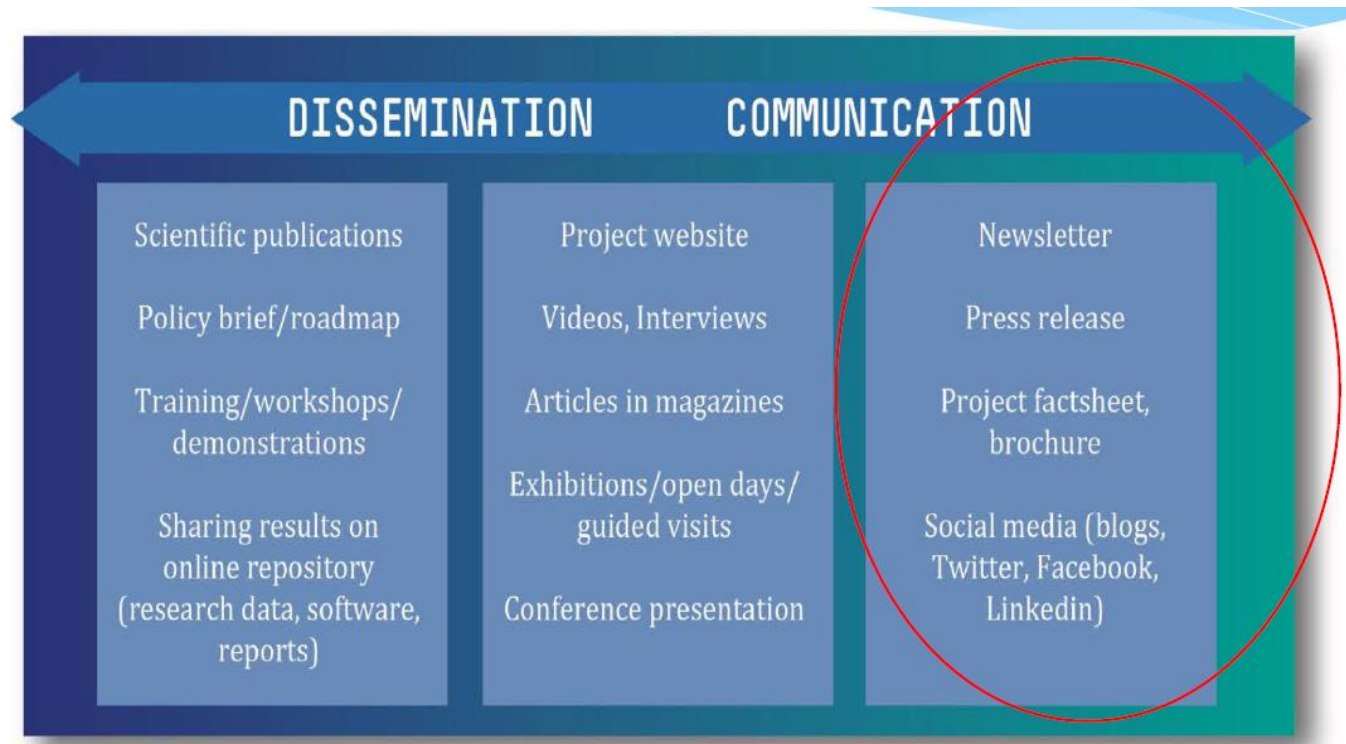 DISSEMINATION COMMUNICATION
Scientific publications
Policy brief/roadmap
Training/workshops/
demonstrations
Sharing results on
online repository
(research data, software,
reports)
Project website
Videos, Interviews
Articles in magazines
Exhibitions/open days/
guided visits
Conference presentation
Newsletter
Press release
Project factsheet,
brochure
Social media (blogs,
Twitter, Facebook,
Linkedin)